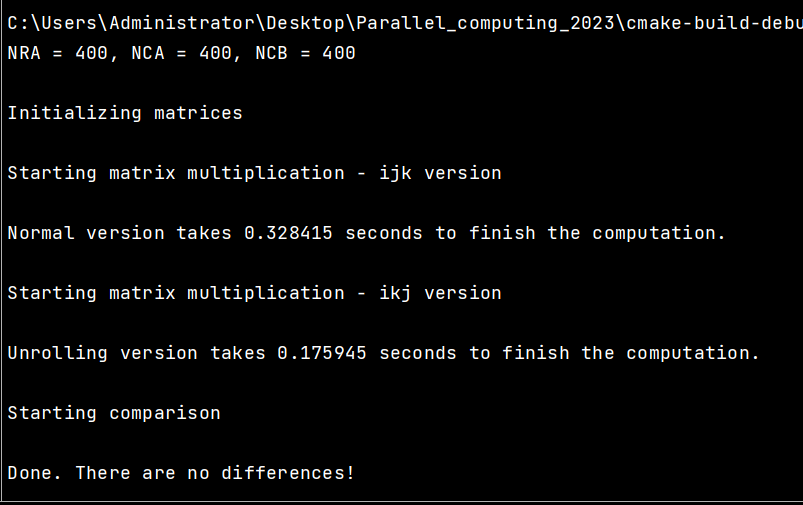 C:\Users\Administrator\Desktop\Parallel_computing_2023\cmake-build-debu
NRA = 400, NCA = 400, NCB = 400
Initializing matrices
Starting matrix multiplication - ijk version
Normal version takes 0.328415 seconds to finish the computation.
Starting matrix multiplication - ikj version
Unrolling version takes 0.175945 seconds to finish the computation.
Starting comparison
Done. There are no differences!